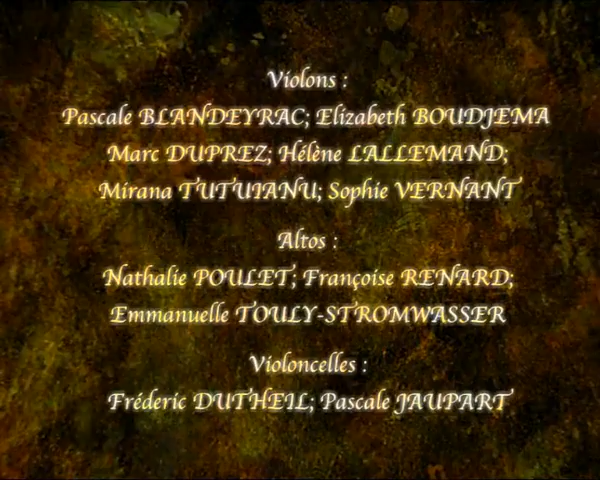 Violons :
Pascale BLANDEYRAC; Elizabeth BOUDJEMA
Marc DUPREZ; Hélène LALLEMAND;
Mirana TUTUIANU; Sophie VERNANT
Altos :
Nathalie POULET; Françoise RENARD;
Emmanuelle TOULY-STROMWASSER
Violoncelles :
Fréderic DUTHEIL; Pascale JAUPART